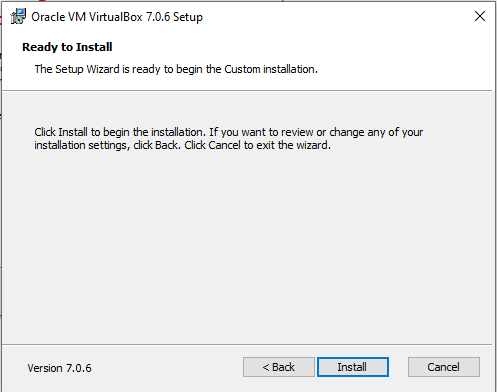 Oracle VM VirtualBox 7.0.6 Setup
Ready to Install
The Setup Wizard is ready to begin the Custom installation.
Click Install to begin the installation. If you want to review or change any of your
installation settings, click Back. Click Cancel to exit the wizard.
Version 7.0.6
< Back
Install
Cancel